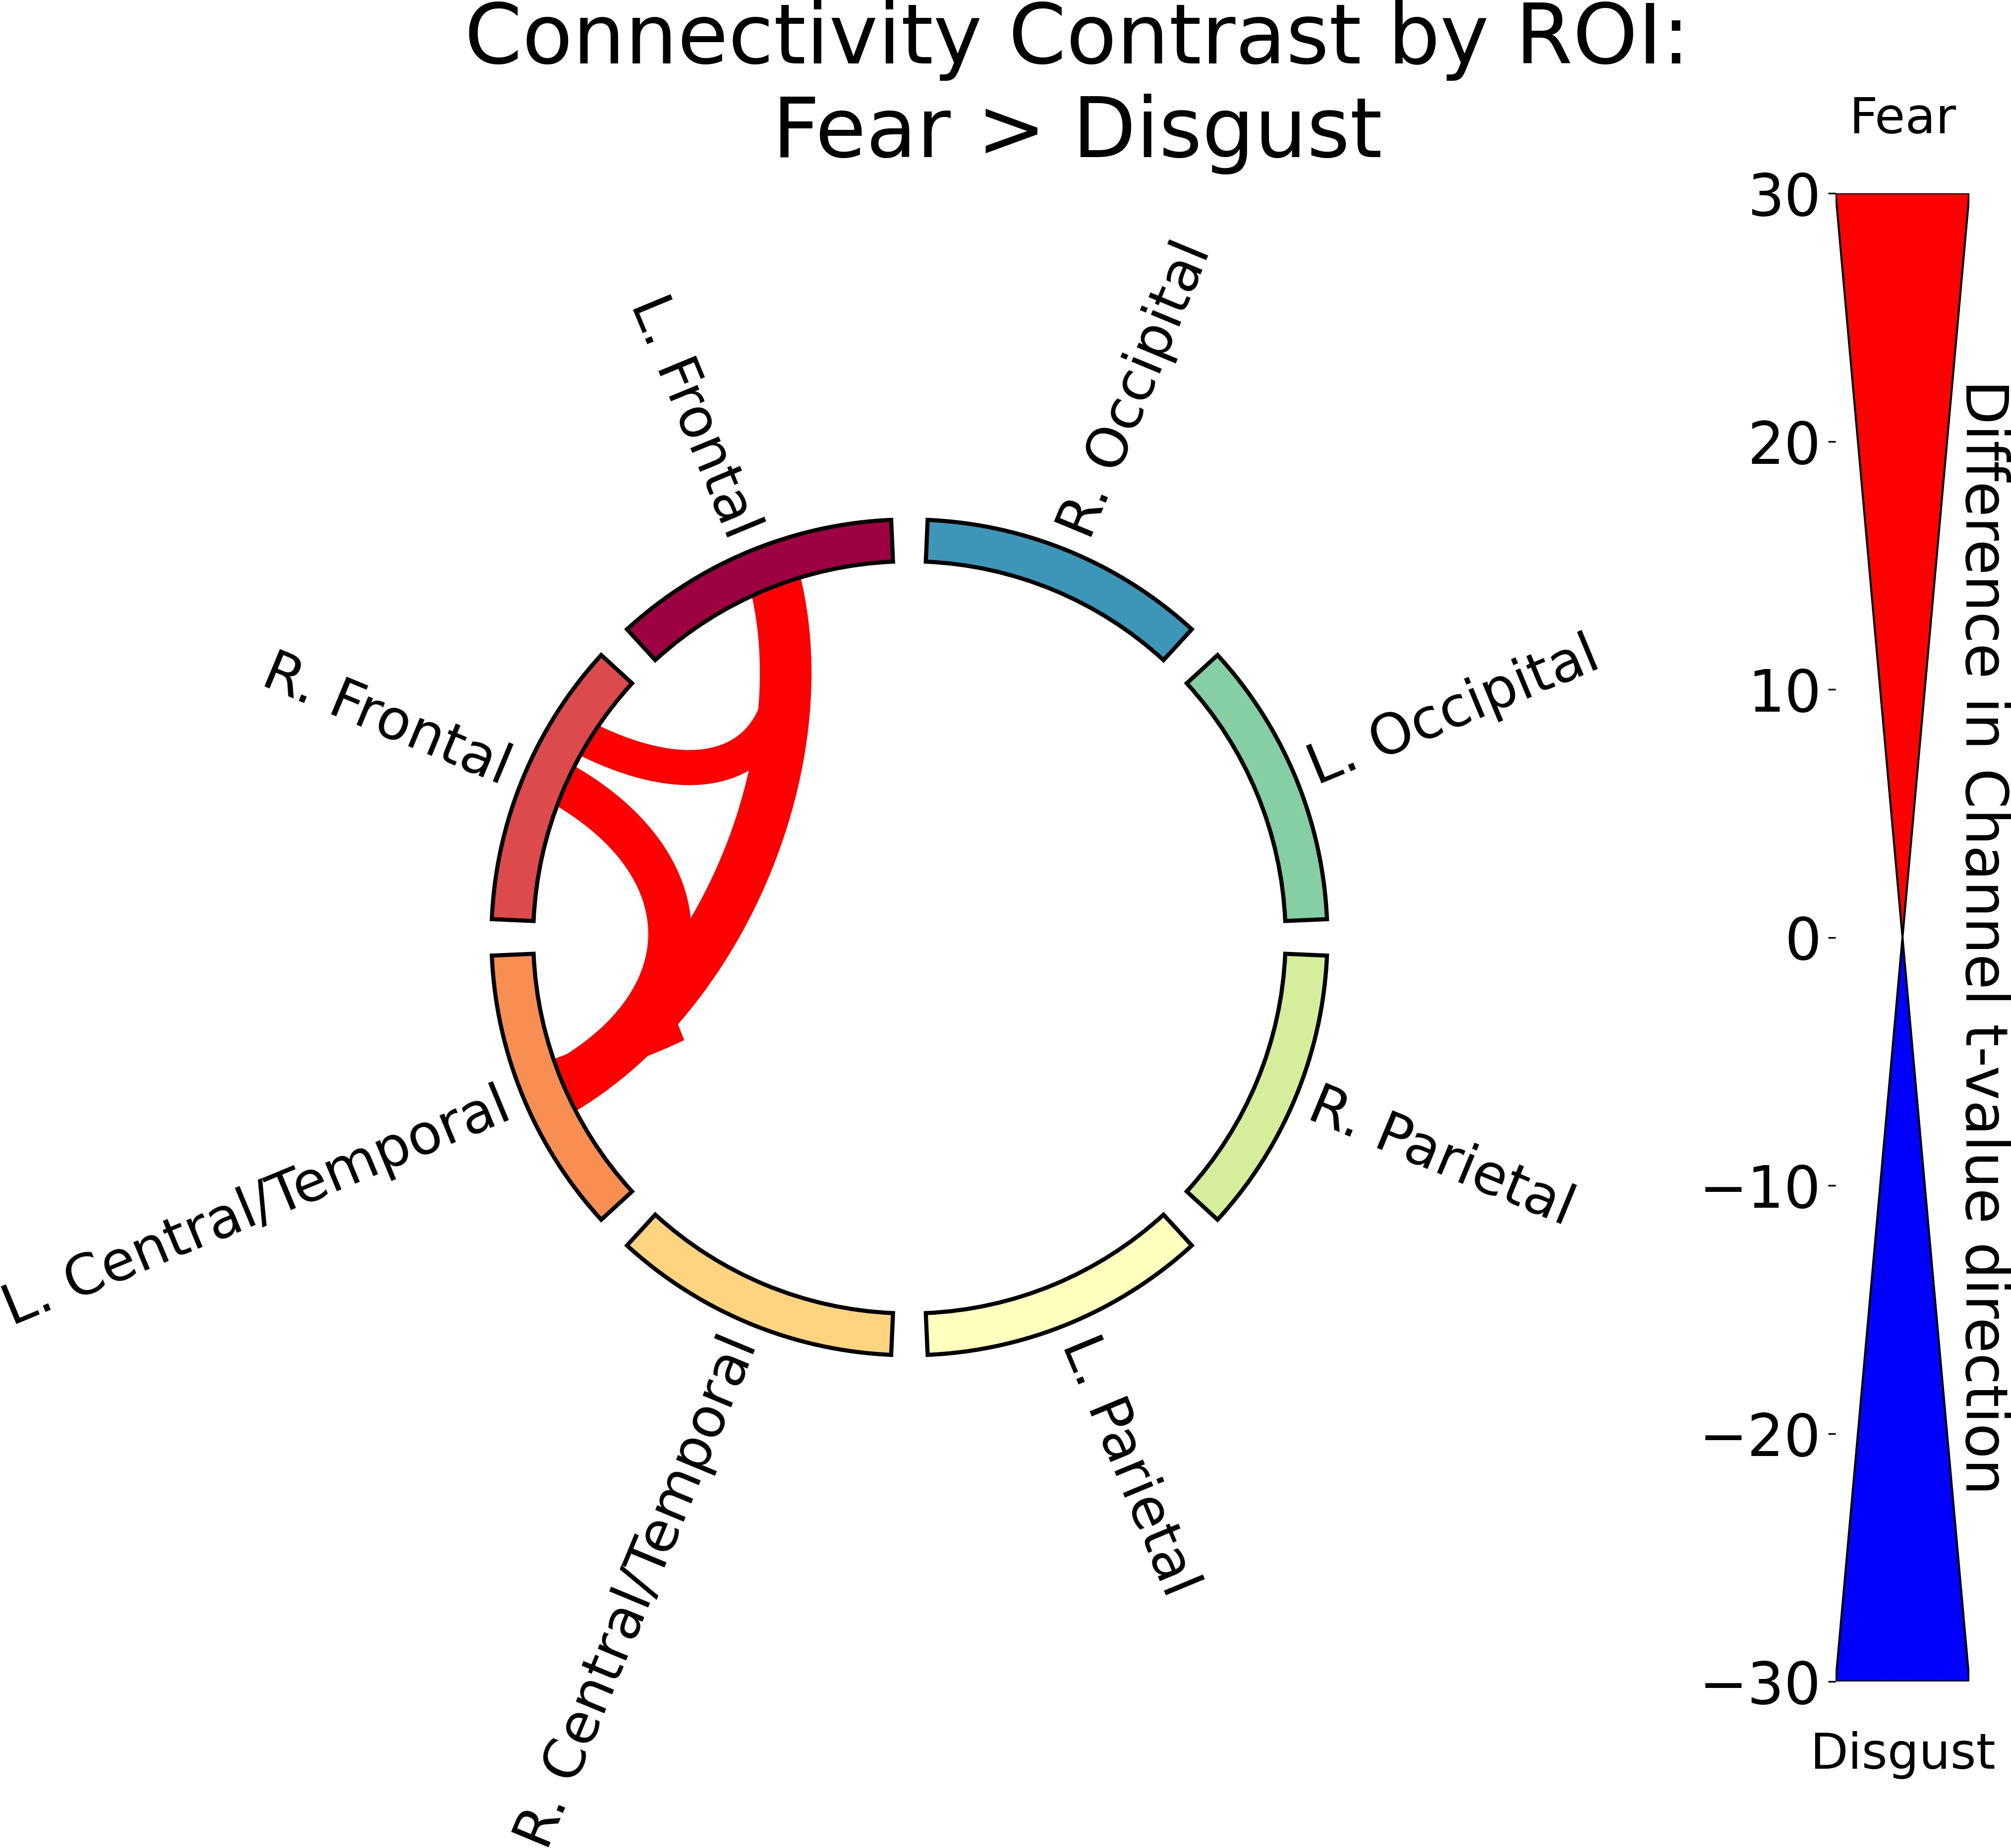 Connectivity Contrast by ROI:
Fear > Disgust
Fear
30
20
10
0
−10
−20
−30
Disgust
Difference in Channel t-value direction
L. Frontal
R. Occipital
R. Frontal
L. Occipital
L. Central/Temporal
R. Parietal
R. Central/Temporal
L. Parietal